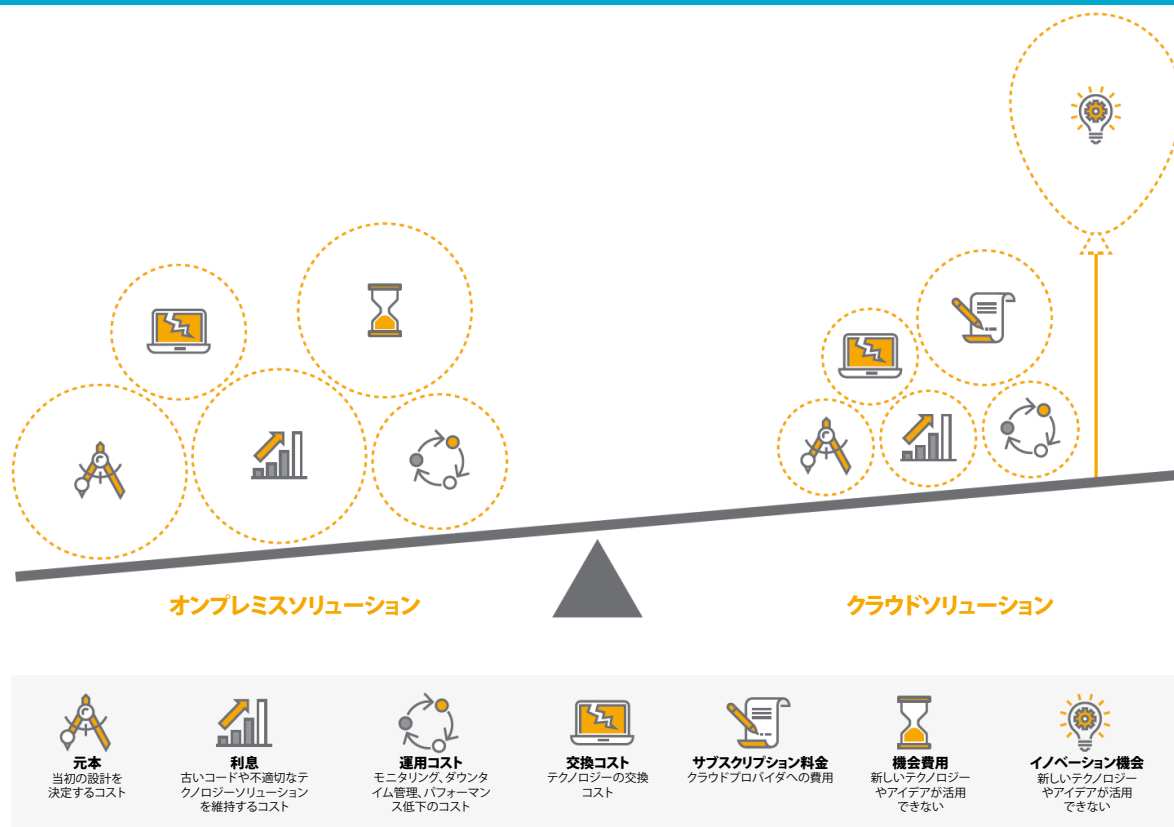 オンプレミスソリューション
クラウドソリューション
元本
当初の設計を
決定するコスト
利息
古いコードや不適切なテ
クノロジーソリューション
を維持するコスト
運用コスト
モニタリング、ダウンタ
イム管理、パフォーマン
ス低下のコスト
交換コスト
テクノロジーの交換
コスト
サブスクリプション料金
クラウドプロバイダへの費用
機会費用
新しいテクノロジー
やアイデアが活用
できない
イノベーション機会
新しいテクノロジー
やアイデアが活用
できない